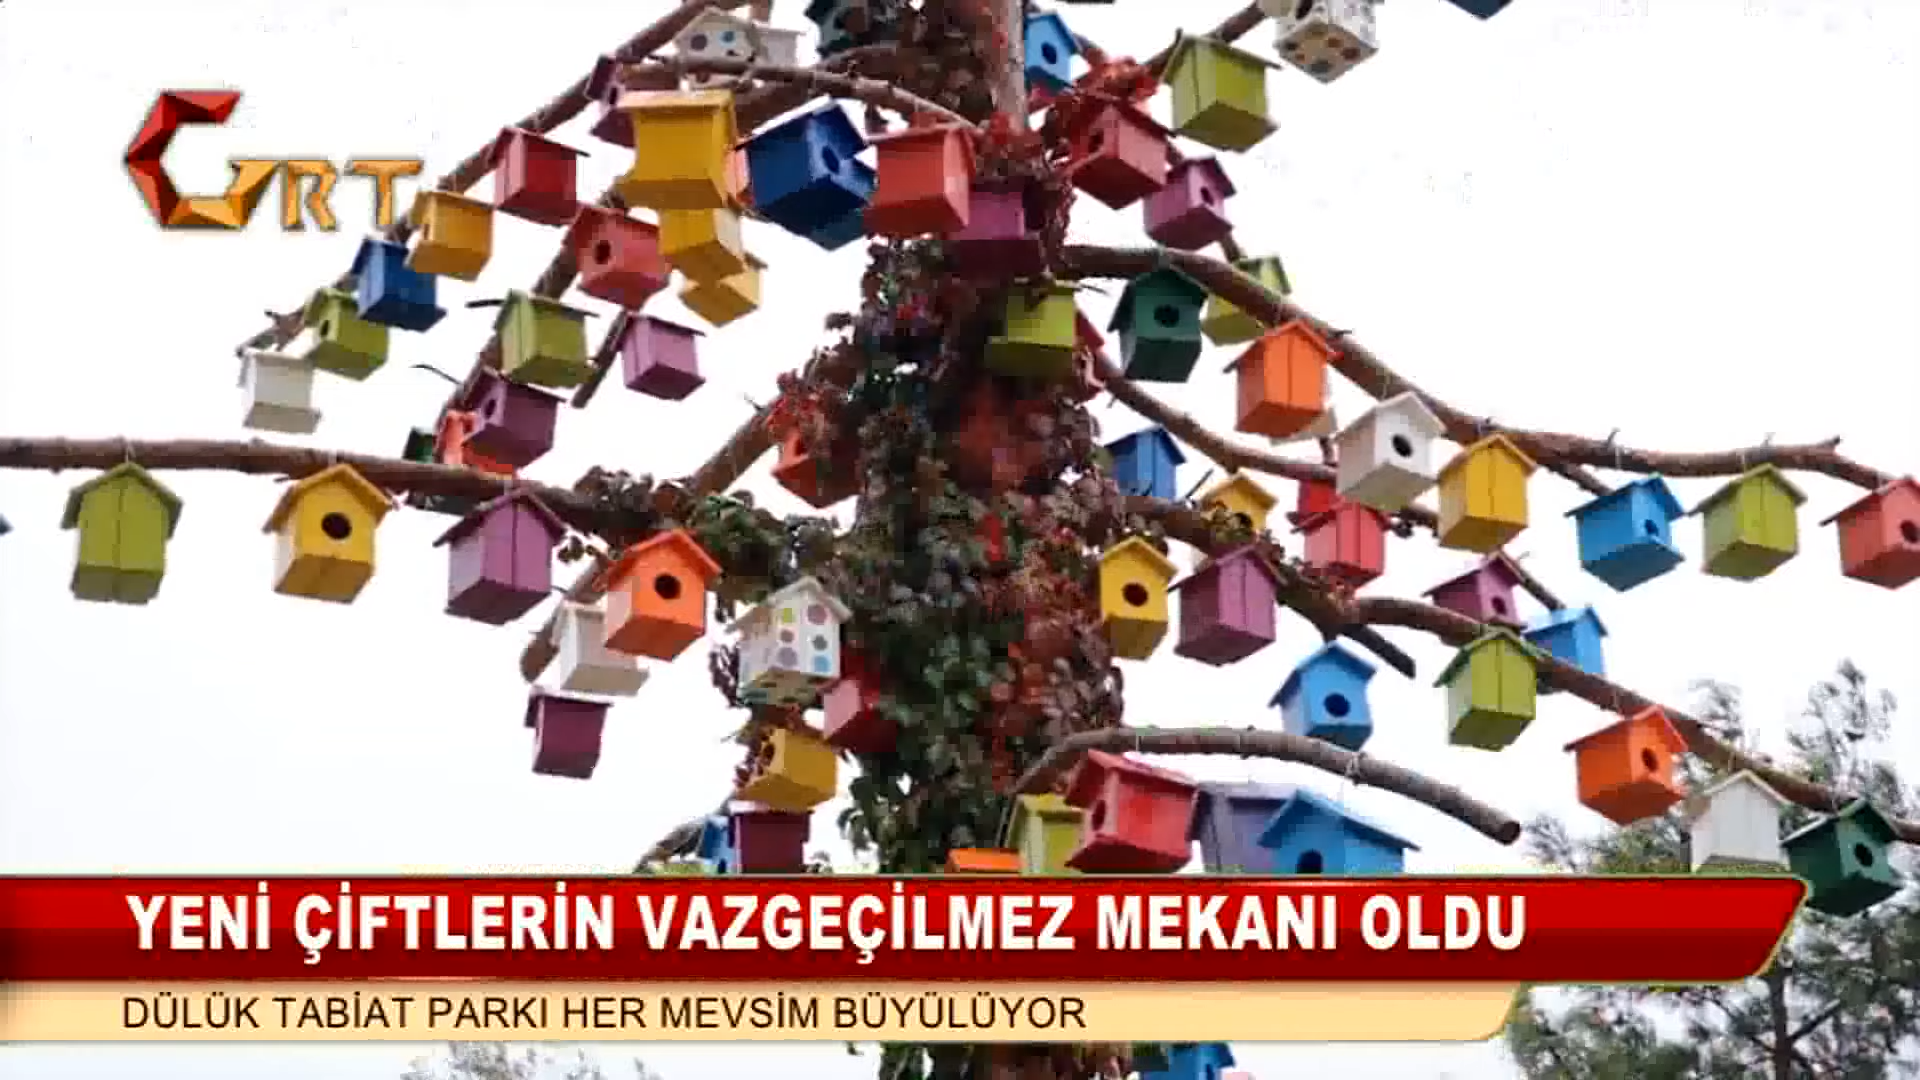 GRT
YENİ ÇİFTLERİN VAZGEÇİLMEZ MEKANI OLDU
DÜLÜK TABİAT PARKI HER MEVSİM BÜYÜLÜYOR